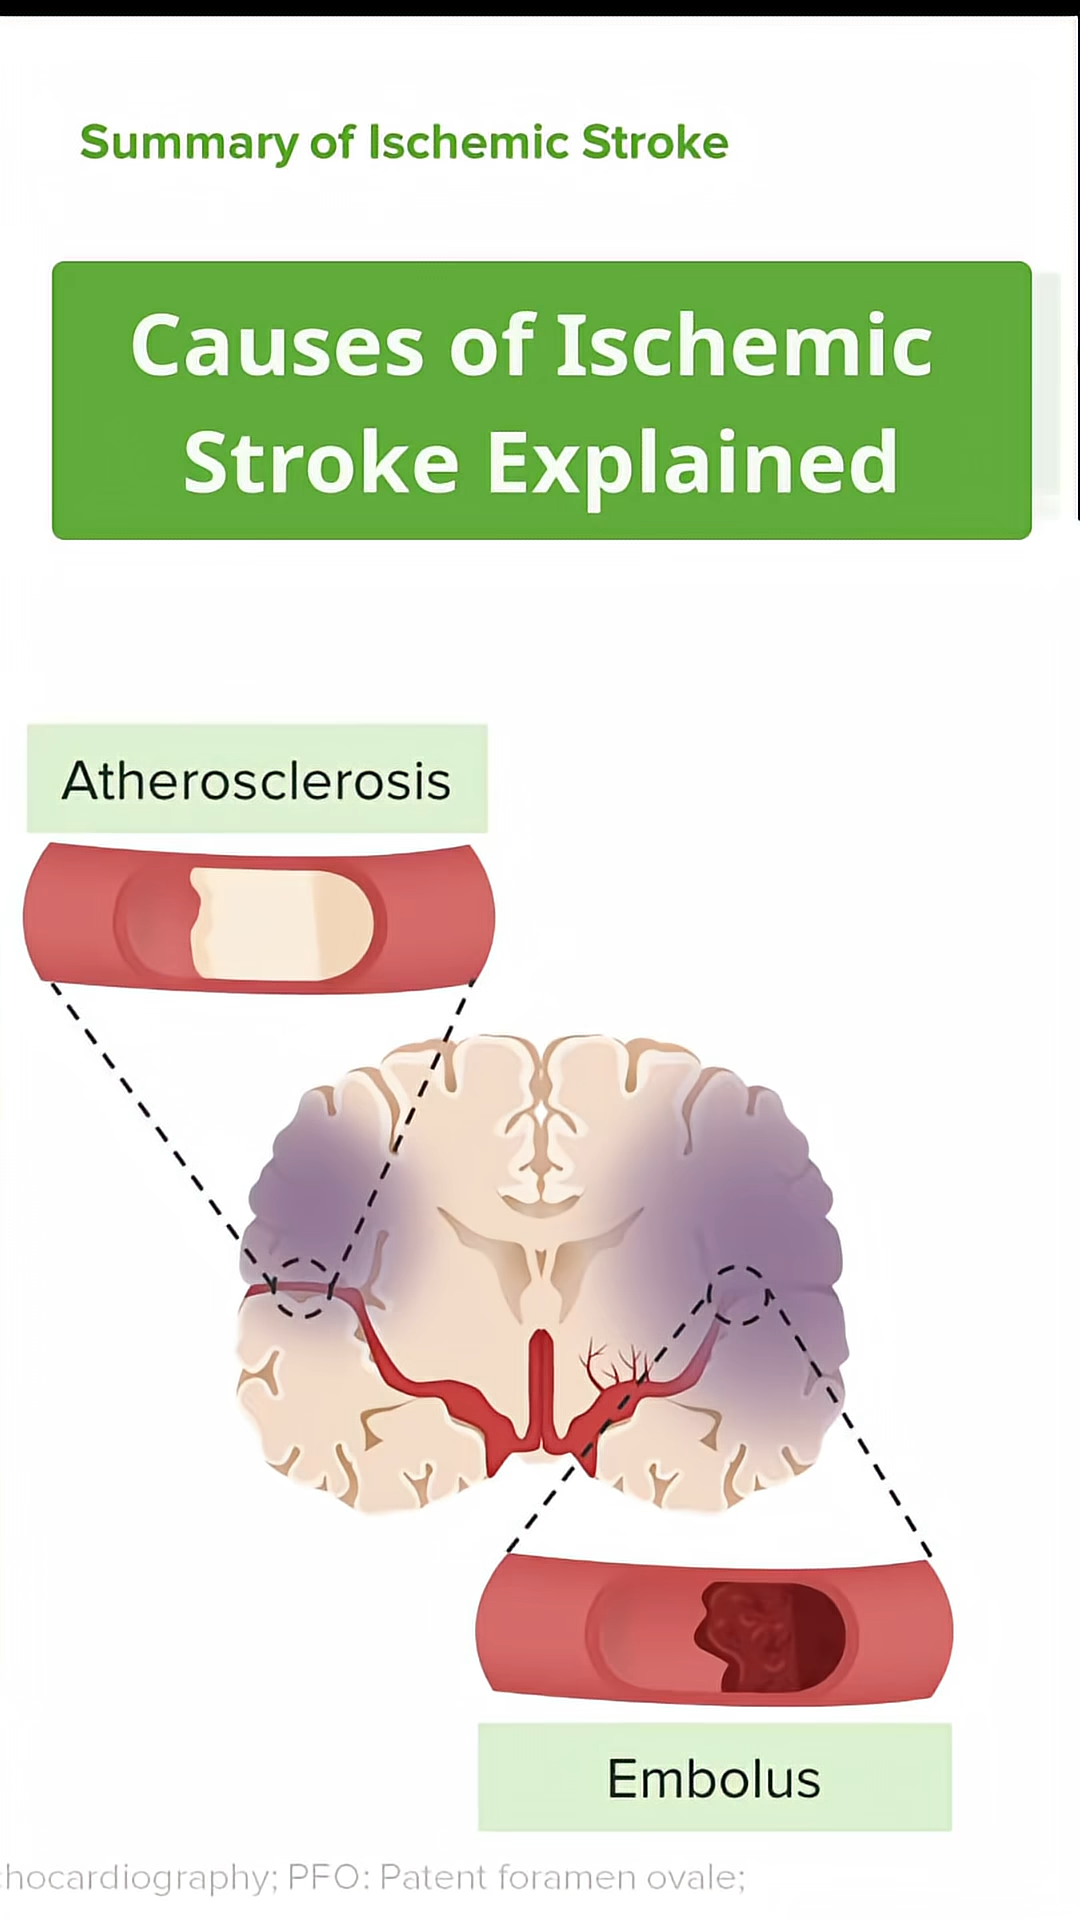 Summary of Ischemic Stroke
Causes of Ischemic
Stroke Explained
Atherosclerosis
Embolus
hocardiography; PFO: Patent foramen ovale;